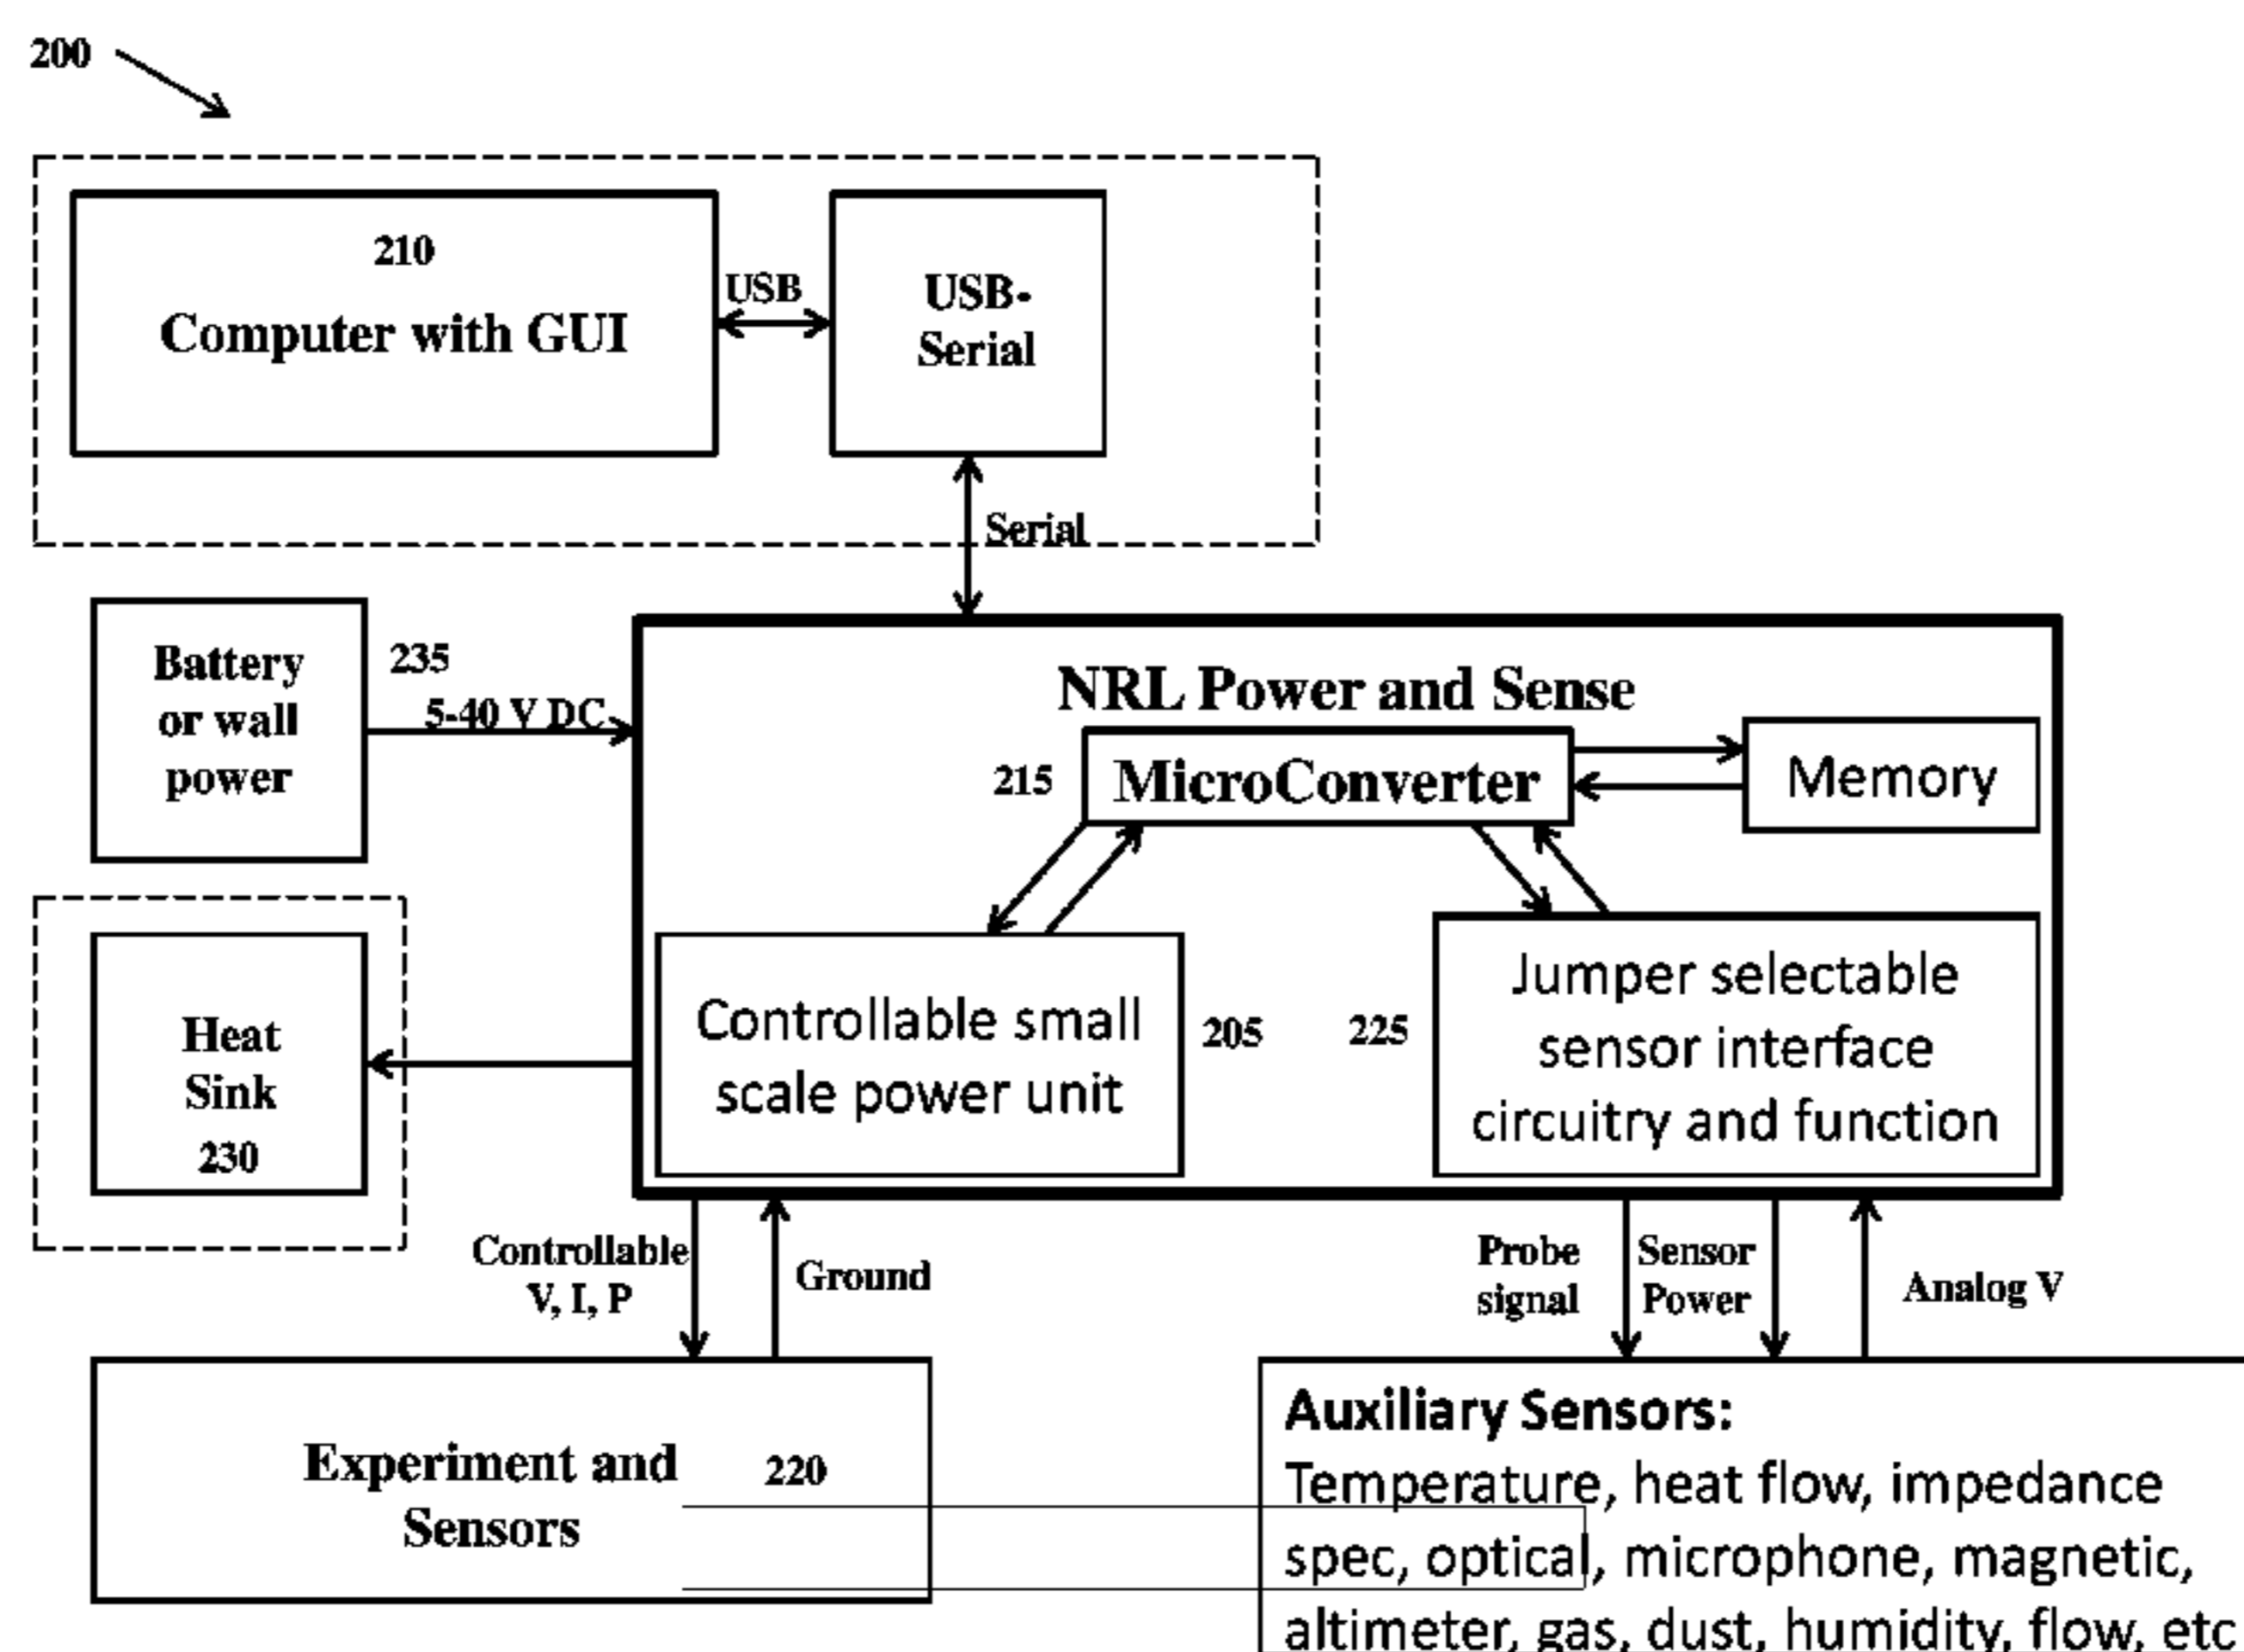 200
210
Computer with GUI
USB
USB-
Serial
Serial
Battery
or wall
power
235
5-40 V DC
NRL Power and Sense
215
MicroConverter
Memory
Heat
Sink
230
Controllable small
scale power unit
205
225
Jumper selectable
sensor interface
circuitry and function
Controllable
V, I, P
Ground
Probe
signal
Sensor
Power
Analog V
Experiment and
Sensors
220
Auxiliary Sensors:
Temperature, heat flow, impedance
spec, optical, microphone, magnetic,
altimeter, gas, dust, humidity, flow, etc